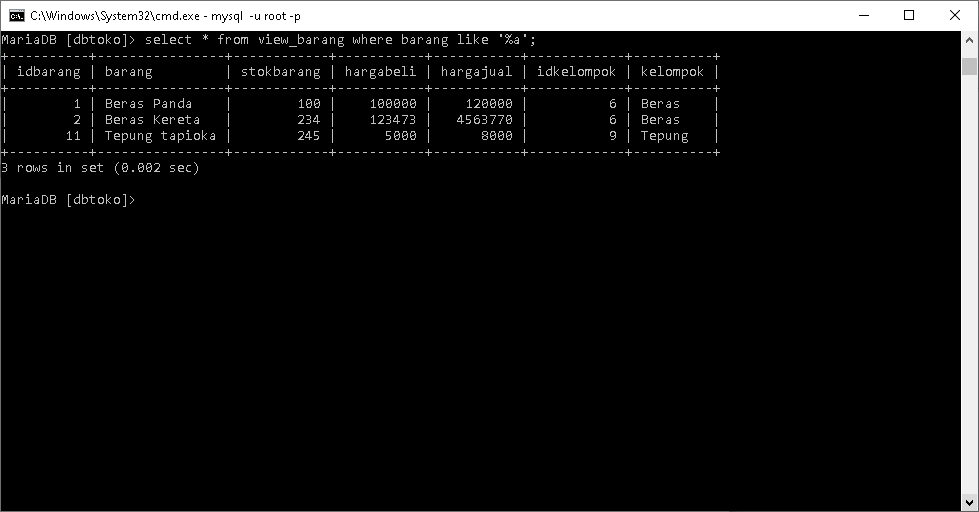 C:\Windows\System32\cmd.exe - mysql  -u root -p
MariaDB [dbtoko]> select * from view_barang where barang like '%a';
+----------+----------------+------------+-----------+----------+------------+----------+
| idbarang | barang         | stokbarang | hargabeli | hargajual | idkelompok | kelompok |
+----------+----------------+------------+-----------+----------+------------+----------+
|        1 | Beras Panda    |        100 |    100000 |    120000 |          6 | Beras    |
|        2 | Beras Kereta   |        234 |    123473 |   4563770 |          6 | Beras    |
|       11 | Tepung tapioka |        245 |      5000 |      8000 |          9 | Tepung   |
+----------+----------------+------------+-----------+----------+------------+----------+
3 rows in set (0.002 sec)
MariaDB [dbtoko]>